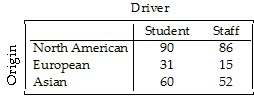 Driver
Student Staff
Origin
North American 90 86
European 31 15
Asian 60 52